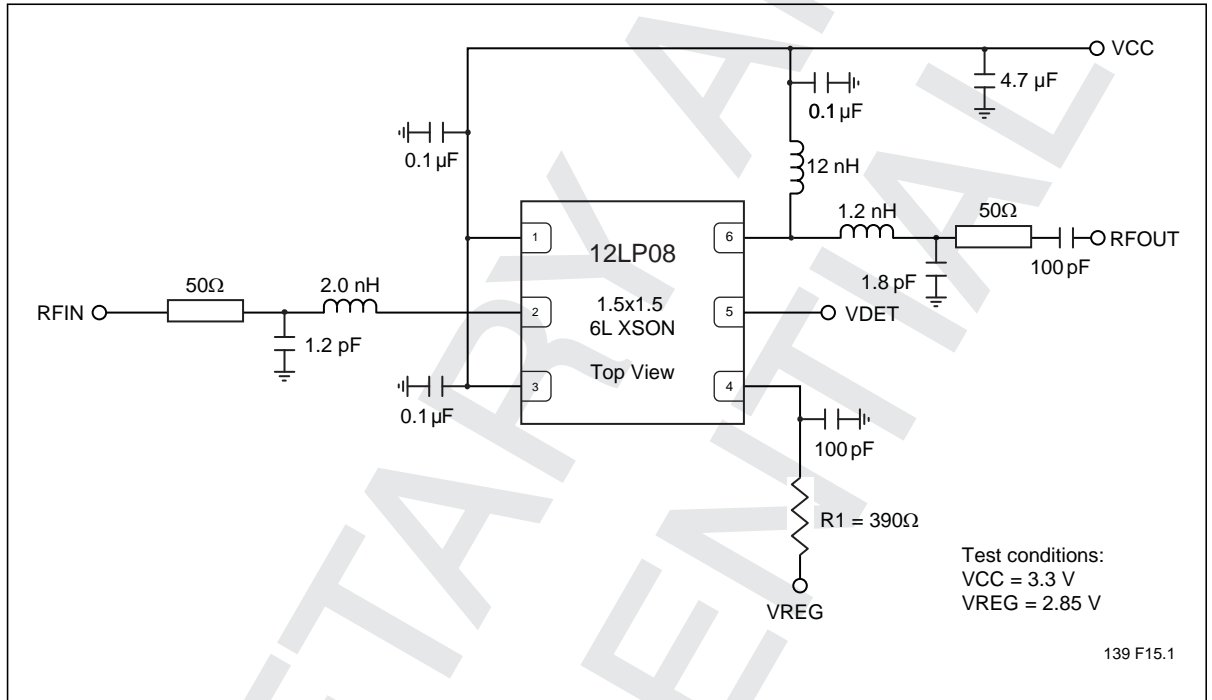 VCC
4.7 µF
0.1 µF
0.1 µF
12 nH
1.2 nH
50Ω
RFOUT
100 pF
1.8 pF
1
6
12LP08
50Ω
2.0 nH
RFIN
1.2 pF
2
1.5x1.5
6L XSON
5
VDET
Top View
3
4
0.1 µF
100 pF
R1 = 390Ω
VREG
Test conditions:
VCC = 3.3 V
VREG = 2.85 V
139 F15.1